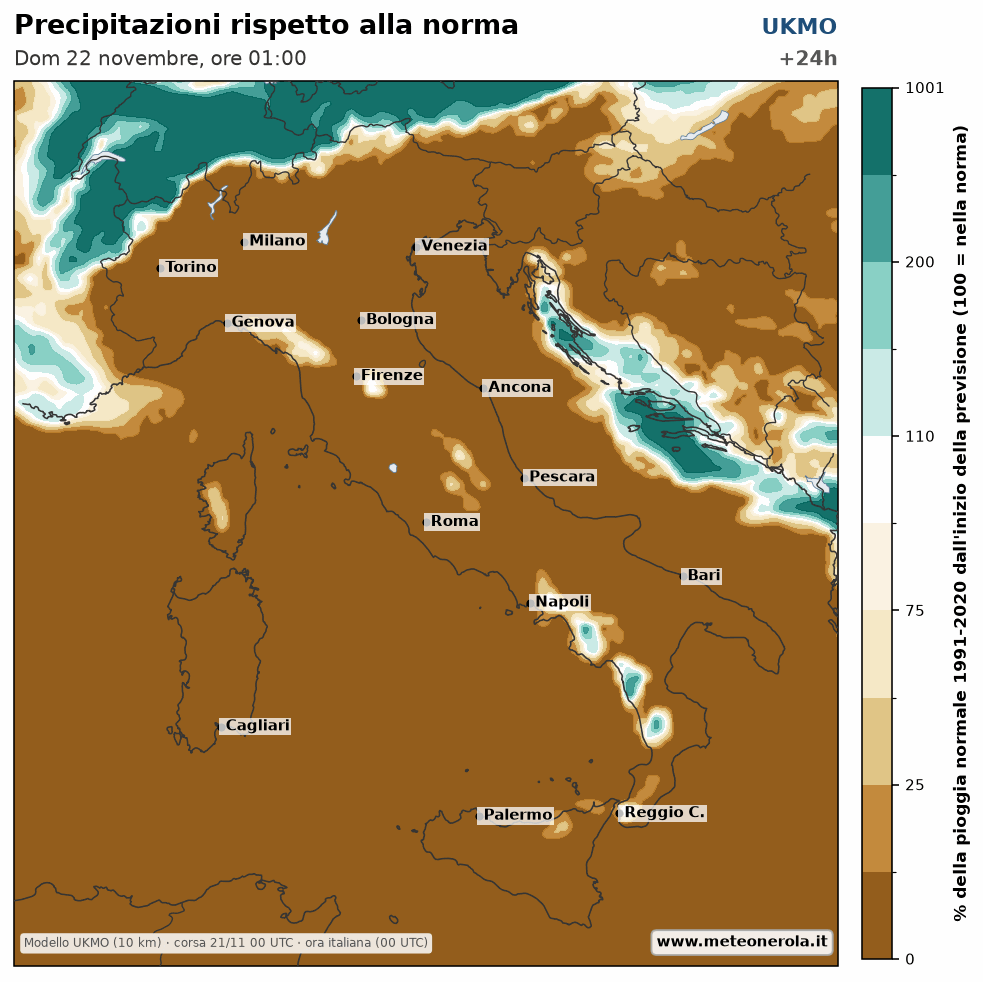 Precipitazioni rispetto alla norma
UKMO
Dom 22 novembre, ore 01:00
+24h
Milano
Venezia
Torino
Genova
Bologna
Firenze
Ancona
Pescara
Roma
Bari
Napoli
Cagliari
Palermo
Reggio C.
Modello UKMO (10 km) · corsa 21/11 00 UTC · ora italiana (00 UTC)
www.meteonerola.it
1001
200
110
75
25
0
% della pioggia normale 1991-2020 dall'inizio della previsione (100 = nella norma)